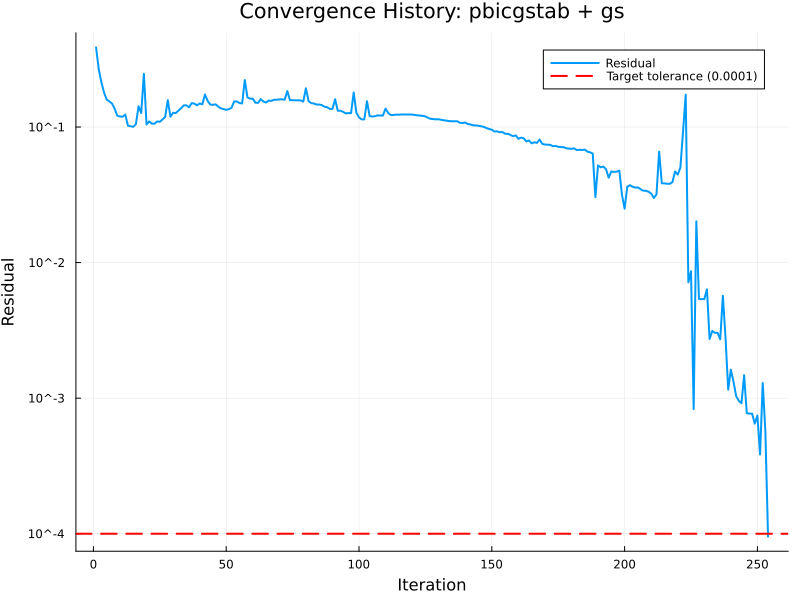 Convergence History: pbicgstab + gs
Residual
Target tolerance (0.0001)
10^-1
10^-2
10^-3
10^-4
Residual
0
50
100
150
200
250
Iteration